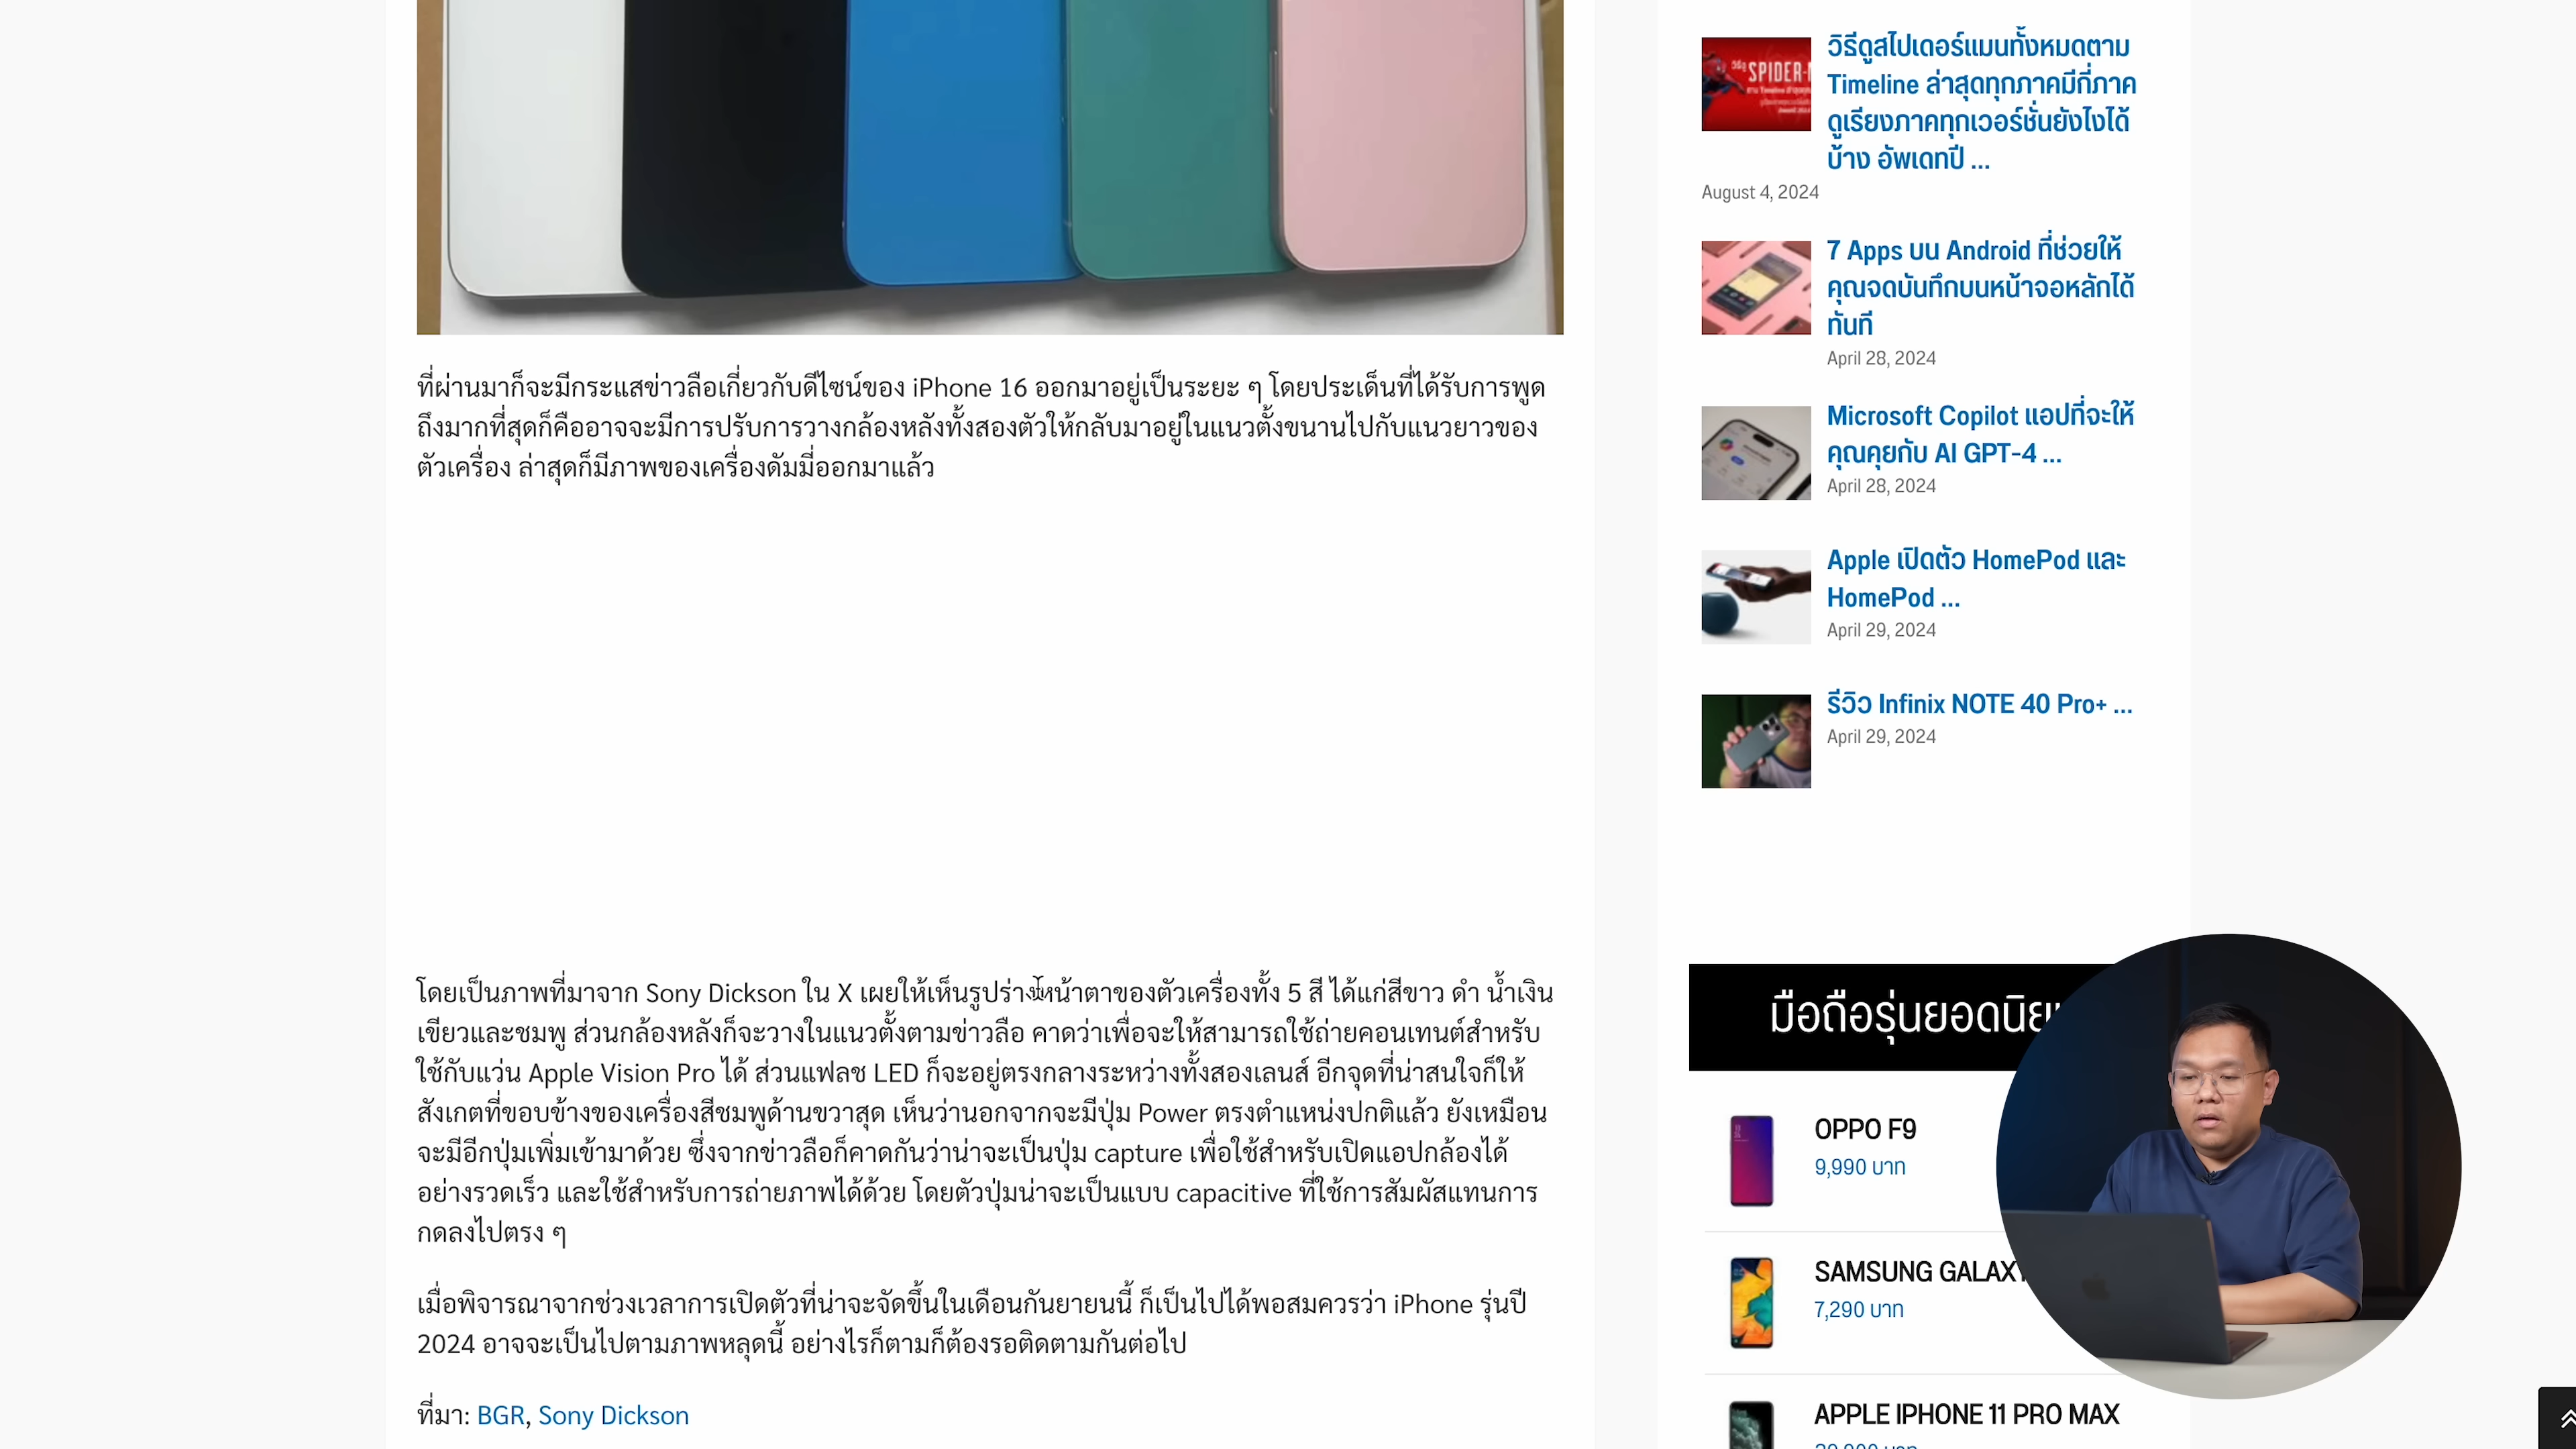 ที่ผ่านมาก็จะมีกระแสข่าวลือเกี่ยวกับดีไซน์ของ iPhone 16 ออกมาอยู่เป็นระยะ ๆ โดยประเด็นที่ได้รับการพูด
ถึงมากที่สุดก็คืออาจจะมีการปรับการวางกล้องหลังทั้งสองตัวให้กลับมาอยู่ในแนวตั้งขนานไปกับแนวยาวของ
ตัวเครื่อง ล่าสุดก็มีภาพของเครื่องดัมมี่ออกมาแล้ว
โดยเป็นภาพที่มาจาก Sony Dickson ใน X เผยให้เห็นรูปร่างหน้าตาของตัวเครื่องทั้ง 5 สี ได้แก่สีขาว ดำ น้ำเงิน
เขียวและชมพู ส่วนกล้องหลังก็จะวางในแนวตั้งตามข่าวลือ คาดว่าเพื่อจะให้สามารถใช้ถ่ายคอนเทนต์สำหรับ
ใช้กับแว่น Apple Vision Pro ได้ ส่วนแฟลช LED ก็จะอยู่ตรงกลางระหว่างทั้งสองเลนส์ อีกจุดที่น่าสนใจก็ให้
สังเกตที่ขอบข้างของเครื่องสีชมพูด้านขวาสุด เห็นว่านอกจากจะมีปุ่ม Power ตรงตำแหน่งปกติแล้ว ยังเหมือน
จะมีอีกปุ่มเพิ่มเข้ามาด้วย ซึ่งจากข่าวลือก็คาดกันว่าน่าจะเป็นปุ่ม capture เพื่อใช้สำหรับเปิดแอปกล้องได้
อย่างรวดเร็ว และใช้สำหรับการถ่ายภาพได้ด้วย โดยตัวปุ่มน่าจะเป็นแบบ capacitive ที่ใช้การสัมผัสแทนการ
กดลงไปตรง ๆ
เมื่อพิจารณาจากช่วงเวลาการเปิดตัวที่น่าจะจัดขึ้นในเดือนกันยายนนี้ ก็เป็นไปได้พอสมควรว่า iPhone รุ่นปี
2024 อาจจะเป็นไปตามภาพหลุดนี้ อย่างไรก็ตามก็ต้องรอติดตามกันต่อไป
ที่มา: BGR, Sony Dickson
SPIDER-
วิธีดูสไปเดอร์แมนทั้งหมดตาม
Timeline ล่าสุดทุกภาคมีกี่ภาค
ดูเรียงภาคทุกเวอร์ชั่นยังไงได้
บ้าง อัพเดทปี ...
August 4, 2024
7 Apps บน Android ที่ช่วยให้
คุณจดบันทึกบนหน้าจอหลักได้
ทันที
April 28, 2024
Microsoft Copilot แอปที่จะให้
คุณคุยกับ AI GPT-4 ...
April 28, 2024
Apple เปิดตัว HomePod และ
HomePod ...
April 29, 2024
รีวิว Infinix NOTE 40 Pro+ ...
April 29, 2024
มือถือรุ่นยอดนิย
OPPO F9
9,990 บาท
SAMSUNG GALAXY
7,290 บาท
APPLE IPHONE 11 PRO MAX